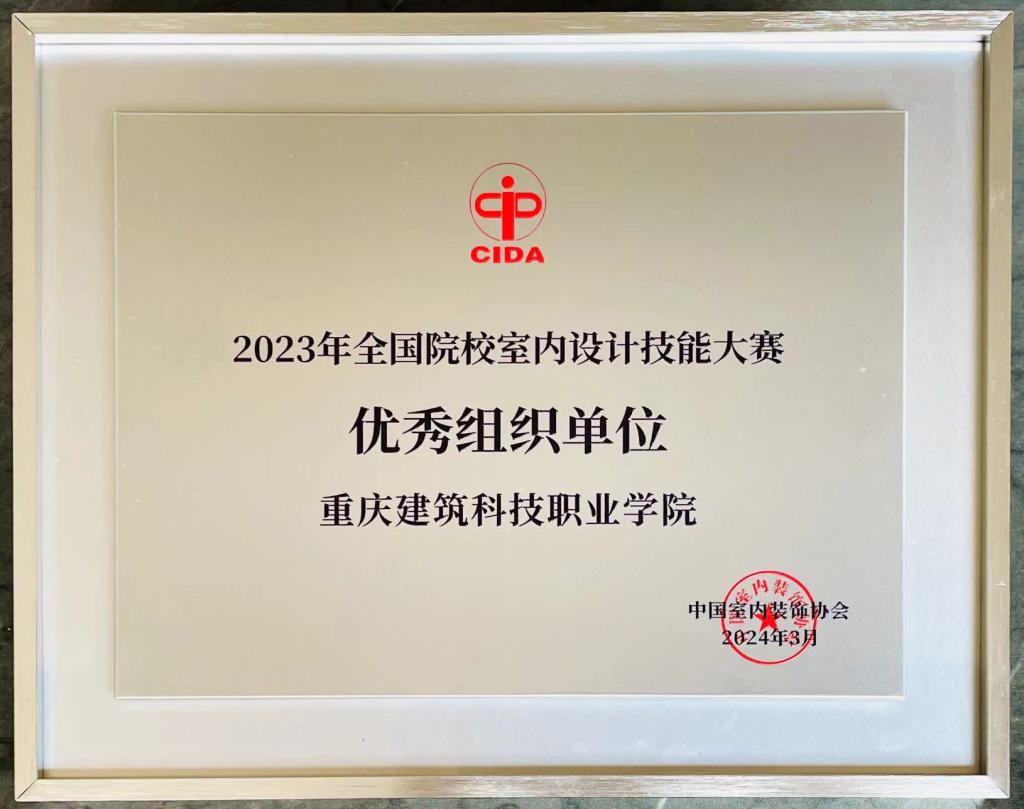 CIDA
2023年全国院校室内设计技能大赛
优秀组织单位
重庆建筑科技职业学院
中国室内装饰协会
2024年3月